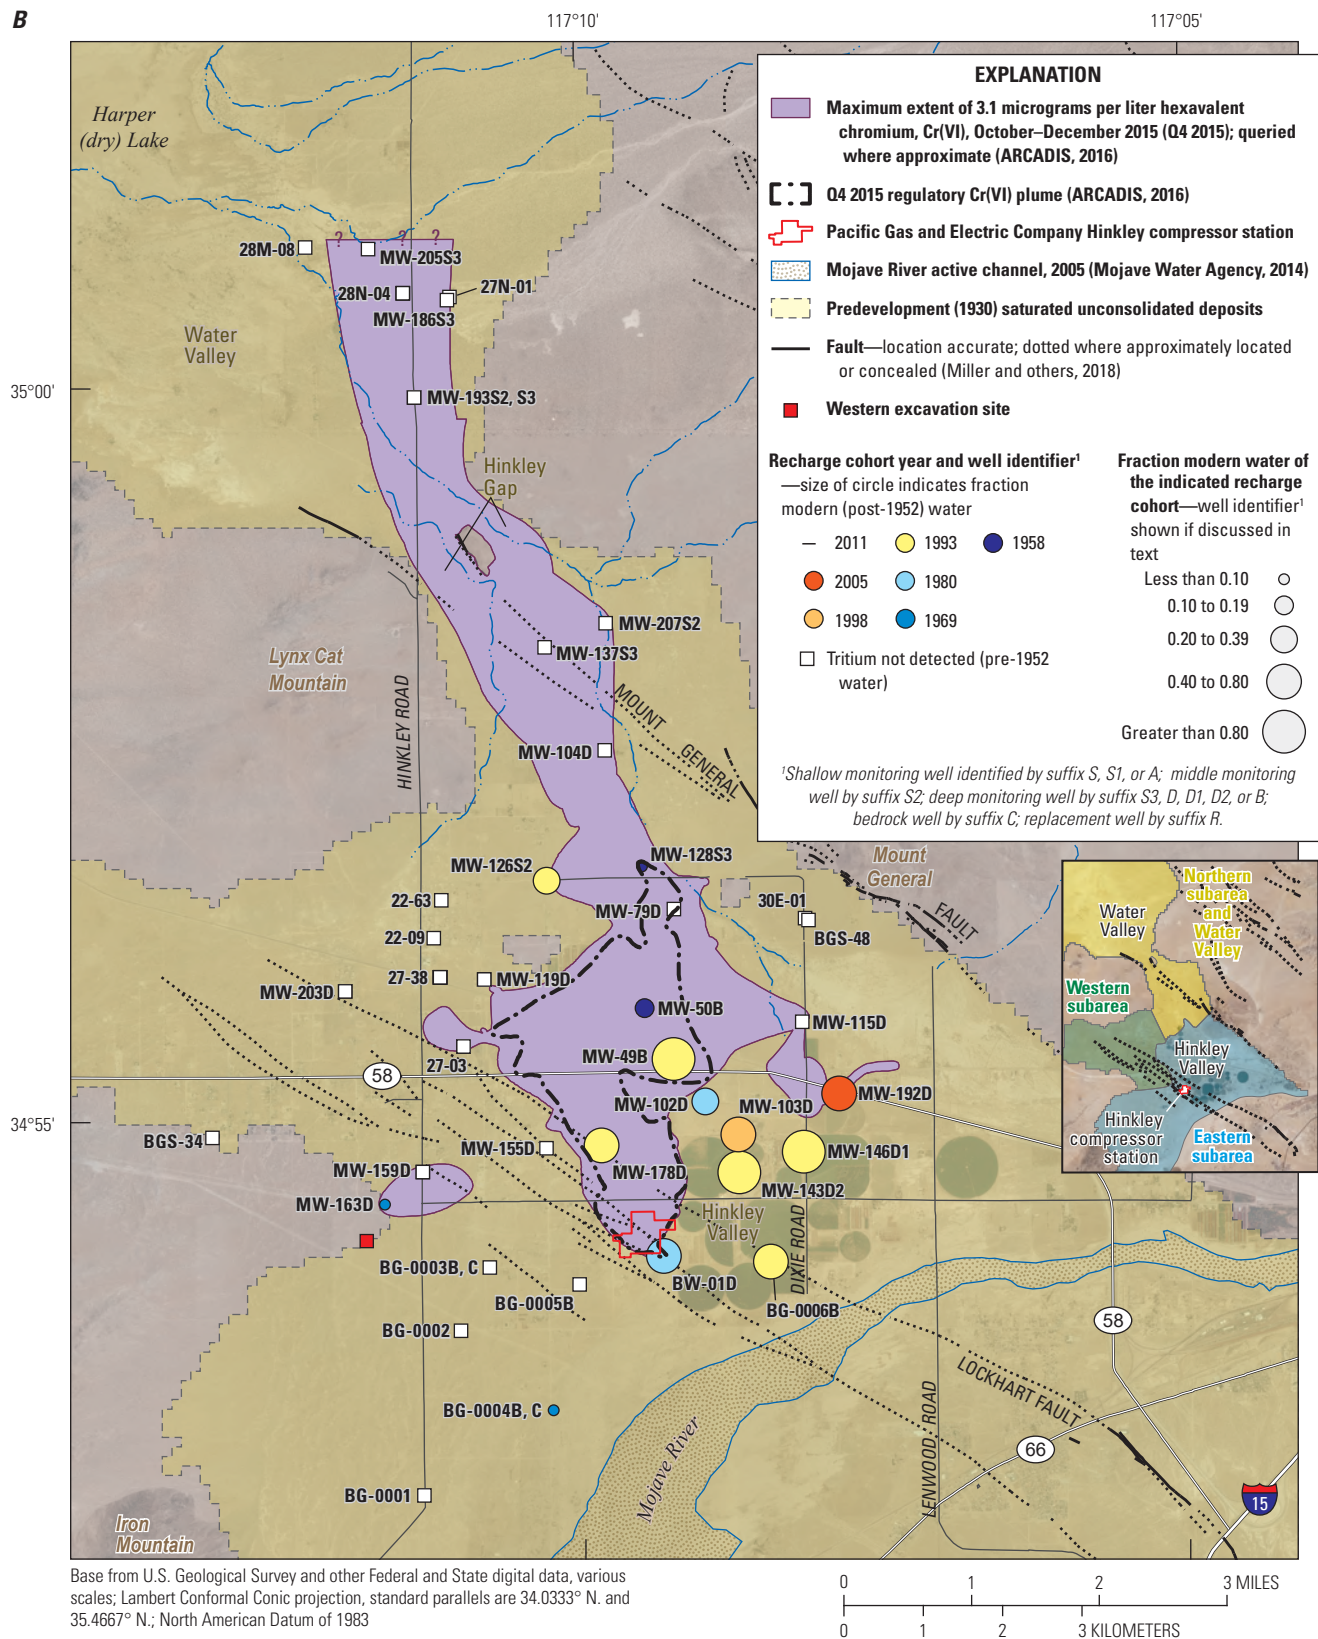 B
117°10'
117°05'
35°00'
34°55'
EXPLANATION
Maximum extent of 3.1 micrograms per liter hexavalent
chromium, Cr(VI), October–December 2015 (Q4 2015); queried
where approximate (ARCADIS, 2016)
Q4 2015 regulatory Cr(VI) plume (ARCADIS, 2016)
Pacific Gas and Electric Company Hinkley compressor station
Mojave River active channel, 2005 (Mojave Water Agency, 2014)
Predevelopment (1930) saturated unconsolidated deposits
Fault—location accurate; dotted where approximately located
or concealed (Miller and others, 2018)
Western excavation site
Recharge cohort year and well identifier¹
—size of circle indicates fraction
modern (post-1952) water
2011
1993
1958
2005
1980
1998
1969
Tritium not detected (pre-1952
water)
Fraction modern water of
the indicated recharge
cohort—well identifier¹
shown if discussed in
text
Less than 0.10
0.10 to 0.19
0.20 to 0.39
0.40 to 0.80
Greater than 0.80
¹Shallow monitoring well identified by suffix S, S1, or A; middle monitoring
well by suffix S2; deep monitoring well by suffix S3, D, D1, D2, or B;
bedrock well by suffix C; replacement well by suffix R.
Harper
(dry) Lake
? ? ?
28M-08
MW-205S3
28N-04
27N-01
MW-186S3
Water
Valley
MW-193S2, S3
Hinkley
Gap
MW-207S2
MW-137S3
Lynx Cat
Mountain
HINKLEY ROAD
MOUNT
GENERAL
FAULT
MW-104D
Mount
General
MW-128S3
MW-126S2
22-63
MW-79D
30E-01
BGS-48
22-09
27-38
MW-119D
MW-203D
MW-50B
MW-115D
27-03
MW-49B
58
MW-102D
MW-103D
MW-192D
BGS-34
MW-155D
MW-178D
MW-146D1
MW-159D
MW-143D2
MW-163D
Hinkley
Valley
DIXIE ROAD
BG-0003B, C
BG-0005B
BW-01D
BG-0006B
BG-0002
58
LOCKHART FAULT
BG-0004B, C
LENWOOD ROAD
66
Mojave River
BG-0001
15
Iron
Mountain
Northern
subarea
and
Water
Valley
Water
Valley
Western
subarea
Hinkley
Valley
Hinkley
compressor
station
Eastern
subarea
Base from U.S. Geological Survey and other Federal and State digital data, various
scales; Lambert Conformal Conic projection, standard parallels are 34.0333° N. and
35.4667° N.; North American Datum of 1983
0 1 2 3 MILES
0 1 2 3 KILOMETERS